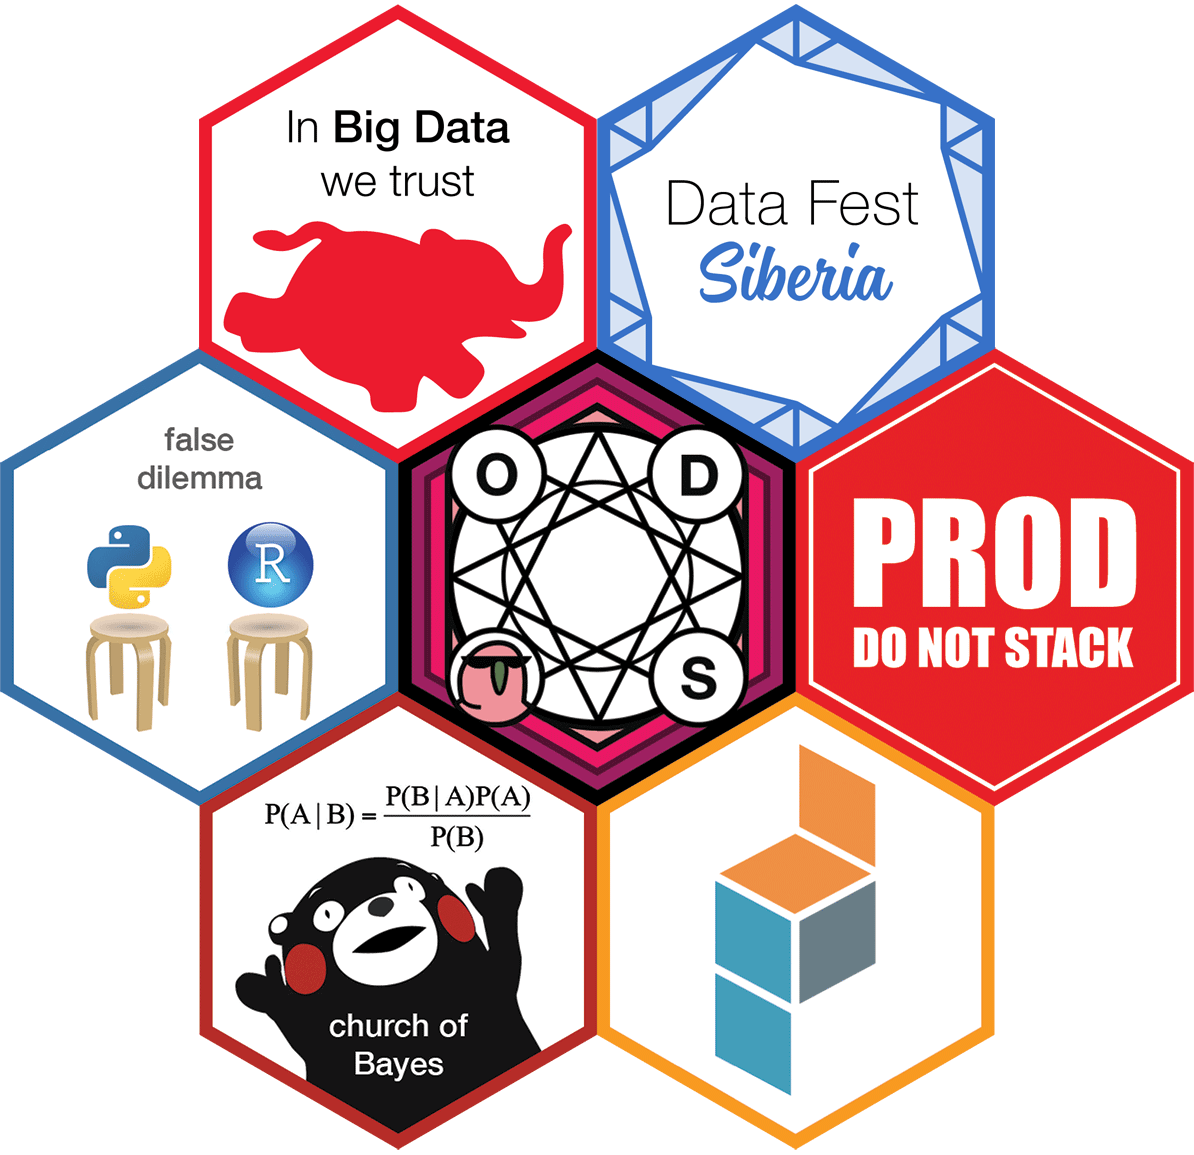 In Big Data
we trust
Data Fest
Siberia
false
dilemma
R
O D
S
PROD
DO NOT STACK
P(A|B) = P(B|A)P(A)
P(B)
church of
Bayes